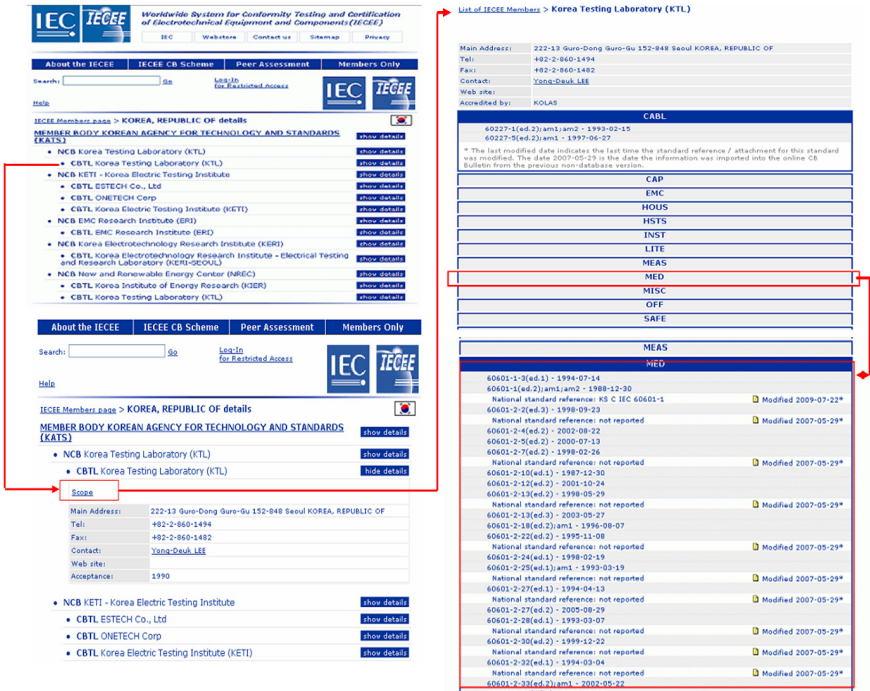 IEC
IECEE
Worldwide System for Conformity Testing and Certification
of Electrotechnical Equipment and Components(IECEE)
IEC Webstore Contact us Sitemap Privacy
About the IECEE IECEE CB Scheme Peer Assessment Members Only
Search: Go Log-In
for Restricted Access
IEC IECEE
Help
IECEE Members page > KOREA, REPUBLIC OF details
MEMBER BODY KOREAN AGENCY FOR TECHNOLOGY AND STANDARDS
(KATS) show details
• NCB Korea Testing Laboratory (KTL) show details
• CBTL Korea Testing Laboratory (KTL) show details
• NCB KETI - Korea Electric Testing Institute show details
• CBTL ESTECH Co., Ltd show details
• CBTL ONETECH Corp show details
• CBTL Korea Electric Testing Institute (KETI) show details
• NCB EMC Research Institute (ERI) show details
• CBTL EMC Research Institute (ERI) show details
• NCB Korea Electrotechnology Research Institute (KERI) show details
• CBTL Korea Electrotechnology Research Institute - Electrical Testing
and Research Laboratory (KERI-SEOUL) show details
• NCB New and Renewable Energy Center (NREC) show details
• CBTL Korea Institute of Energy Research (KIER) show details
• CBTL Korea Testing Laboratory (KTL) show details
About the IECEE IECEE CB Scheme Peer Assessment Members Only
Search: Go Log-In
for Restricted Access
IEC IECEE
Help
IECEE Members page > KOREA, REPUBLIC OF details
MEMBER BODY KOREAN AGENCY FOR TECHNOLOGY AND STANDARDS
(KATS) show details
• NCB Korea Testing Laboratory (KTL) show details
• CBTL Korea Testing Laboratory (KTL) hide details
Scope
Main Address: 222-13 Guro-Dong Guro-Gu 152-848 Seoul KOREA, REPUBLIC OF
Tel: +82-2-860-1494
Fax: +82-2-860-1482
Contact: Yong-Deuk LEE
Web site:
Acceptance: 1990
• NCB KETI - Korea Electric Testing Institute show details
• CBTL ESTECH Co., Ltd show details
• CBTL ONETECH Corp show details
• CBTL Korea Electric Testing Institute (KETI) show details
List of IECEE Members > Korea Testing Laboratory (KTL)
Main Address: 222-13 Guro-Dong Guro-Gu 152-848 Seoul KOREA, REPUBLIC OF
Tel: +82-2-860-1494
Fax: +82-2-860-1482
Contact: Yong-Deuk LEE
Web site:
Accredited by: KOLAS
CABL
60227-1(ed.2);am1;am2 - 1993-02-15
60227-5(ed.2);am1 - 1997-06-27
* The last modified date indicates the last time the standard reference / attachment for this standard
was modified. The date 2007-05-29 is the date the information was imported into the online CB
Bulletin from the previous non-database version.
CAP
EMC
HOUS
HSTS
INST
LITE
MEAS
MED
MISC
OFF
SAFE
MEAS
MED
60601-1-3(ed.1) - 1994-07-14
60601-1(ed.2);am1;am2 - 1988-12-30
National standard reference: KS C IEC 60601-1 Modified 2009-07-22*
60601-2-2(ed.3) - 1998-09-23
60601-2-4(ed.2) - 2002-08-22
60601-2-5(ed.2) - 2000-07-13
60601-2-7(ed.2) - 1998-02-26
National standard reference: not reported Modified 2007-05-29*
60601-2-10(ed.1) - 1987-12-30
60601-2-12(ed.2) - 2001-10-24
60601-2-13(ed.2) - 1998-05-29
National standard reference: not reported Modified 2007-05-29*
60601-2-13(ed.3) - 2003-05-27
60601-2-18(ed.2);am1 - 1996-08-07
60601-2-22(ed.2) - 1995-11-08
National standard reference: not reported Modified 2007-05-29*
60601-2-24(ed.1) - 1998-02-19
60601-2-25(ed.1);am1 - 1993-03-19
National standard reference: not reported Modified 2007-05-29*
60601-2-27(ed.1) - 1994-04-13
National standard reference: not reported Modified 2007-05-29*
60601-2-27(ed.2) - 2005-08-29
60601-2-28(ed.1) - 1993-03-07
National standard reference: not reported Modified 2007-05-29*
60601-2-30(ed.2) - 1999-12-22
National standard reference: not reported Modified 2007-05-29*
60601-2-32(ed.1) - 1994-03-04
National standard reference: not reported Modified 2007-05-29*
60601-2-33(ed.2);am1 - 2002-05-22